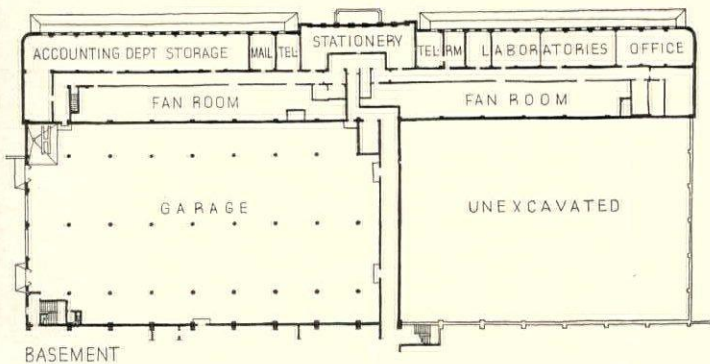 ACCOUNTING DEPT STORAGE MAIL TEL- STATIONERY TEL- RM LABORATORIES OFFICE
FAN ROOM FAN ROOM
GARAGE UNEXCAVATED
BASEMENT